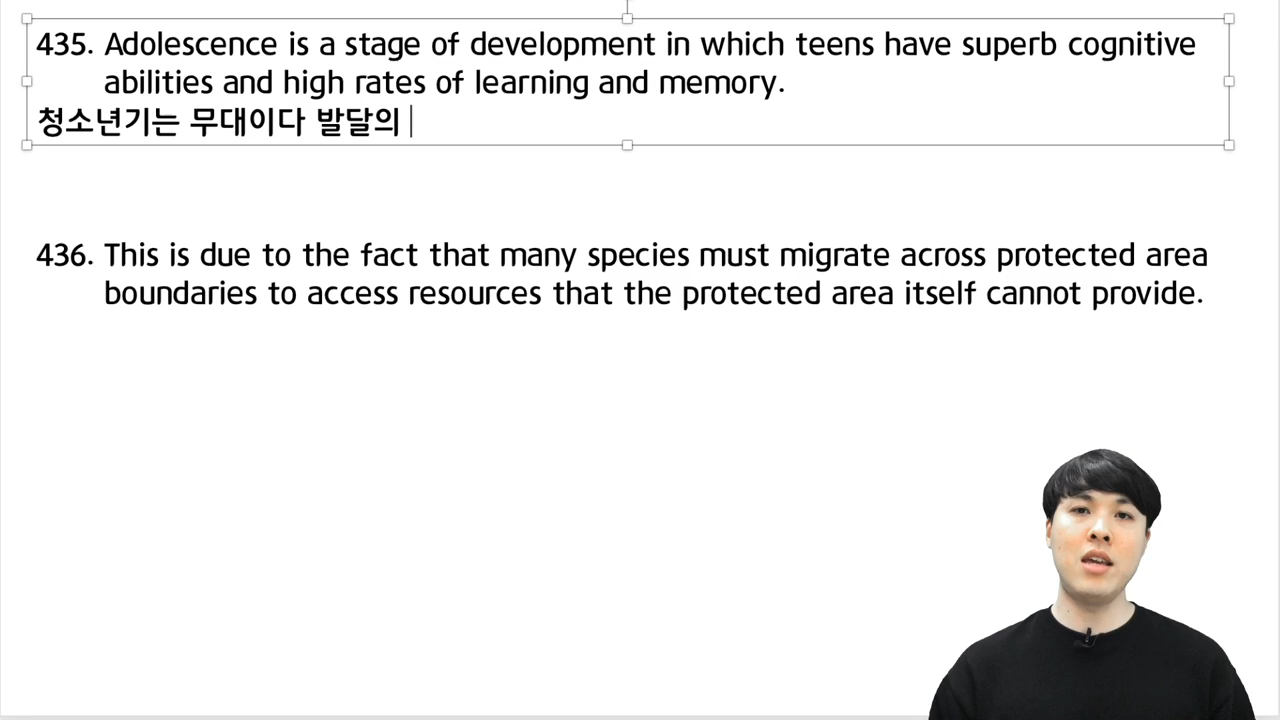 435. Adolescence is a stage of development in which teens have superb cognitive
abilities and high rates of learning and memory.
청소년기는 무대이다 발달의
436. This is due to the fact that many species must migrate across protected area
boundaries to access resources that the protected area itself cannot provide.